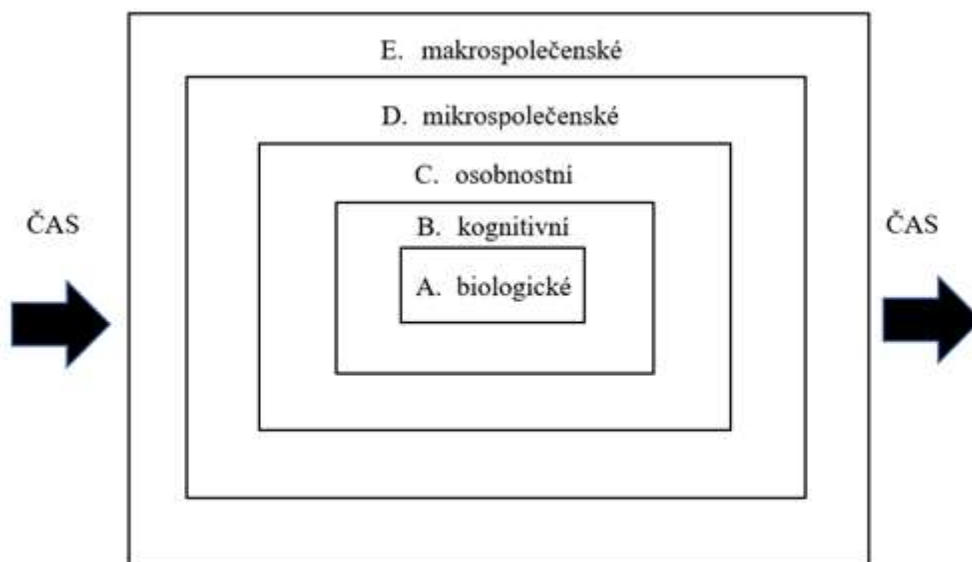 E. makrospolečenské
D. mikrospolečenské
C. osobnostní
ČAS
ČAS
B. kognitivní
A. biologické